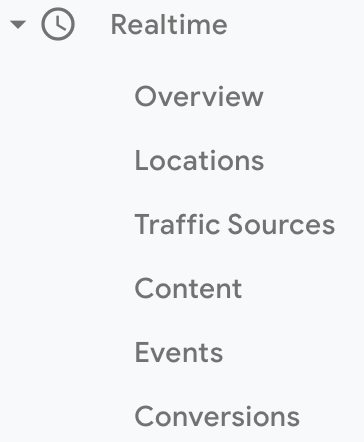 Realtime
Overview
Locations
Traffic Sources
Content
Events
Conversions